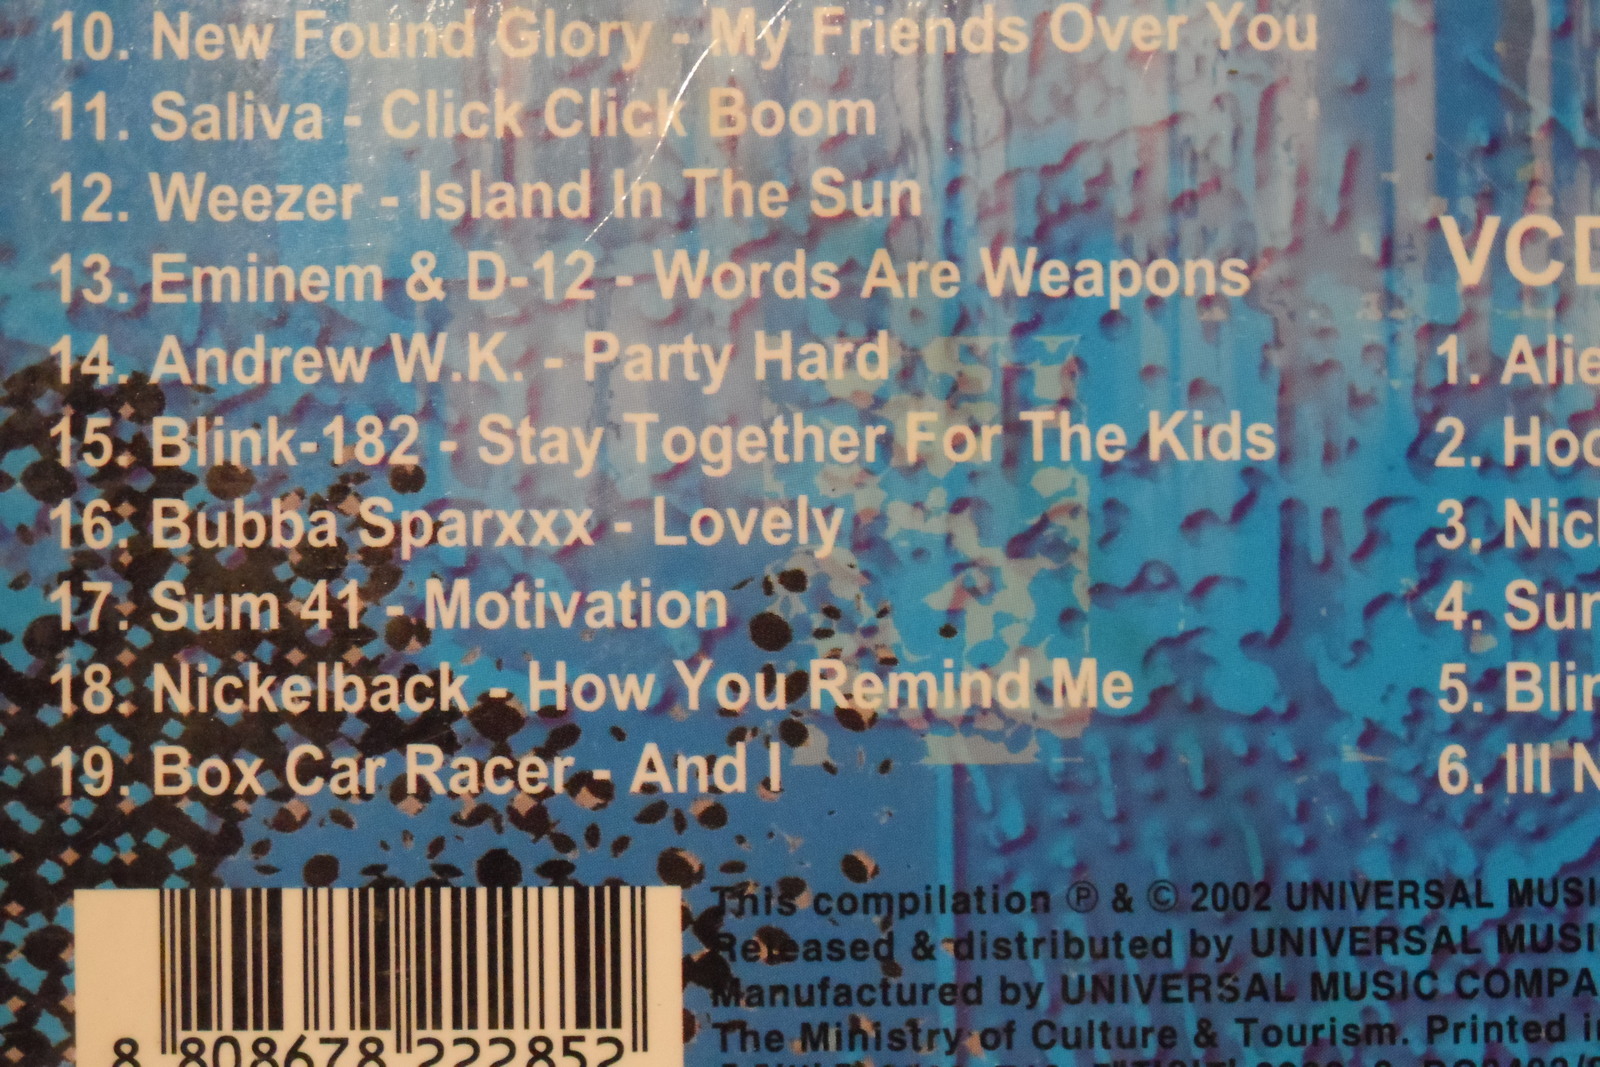 10. New Found Glory - My Friends Over You
11. Saliva - Click Click Boom
12. Weezer - Island In The Sun
13. Eminem & D-12 - Words Are Weapons
14. Andrew W.K. - Party Hard
15. Blink-182 - Stay Together For The Kids
16. Bubba Sparxxx - Lovely
17. Sum 41 - Motivation
18. Nickelback - How You Remind Me
19. Box Car Racer - And I
VCD
1. Alie
2. Hoo
3. Nick
4. Sum
5. Blin
6. Ill N
This compilation ℗ & © 2002 UNIVERSAL MUSI
Released & distributed by UNIVERSAL MUSI
Manufactured by UNIVERSAL MUSIC COMPA
The Ministry of Culture & Tourism. Printed in
8 808678 222852